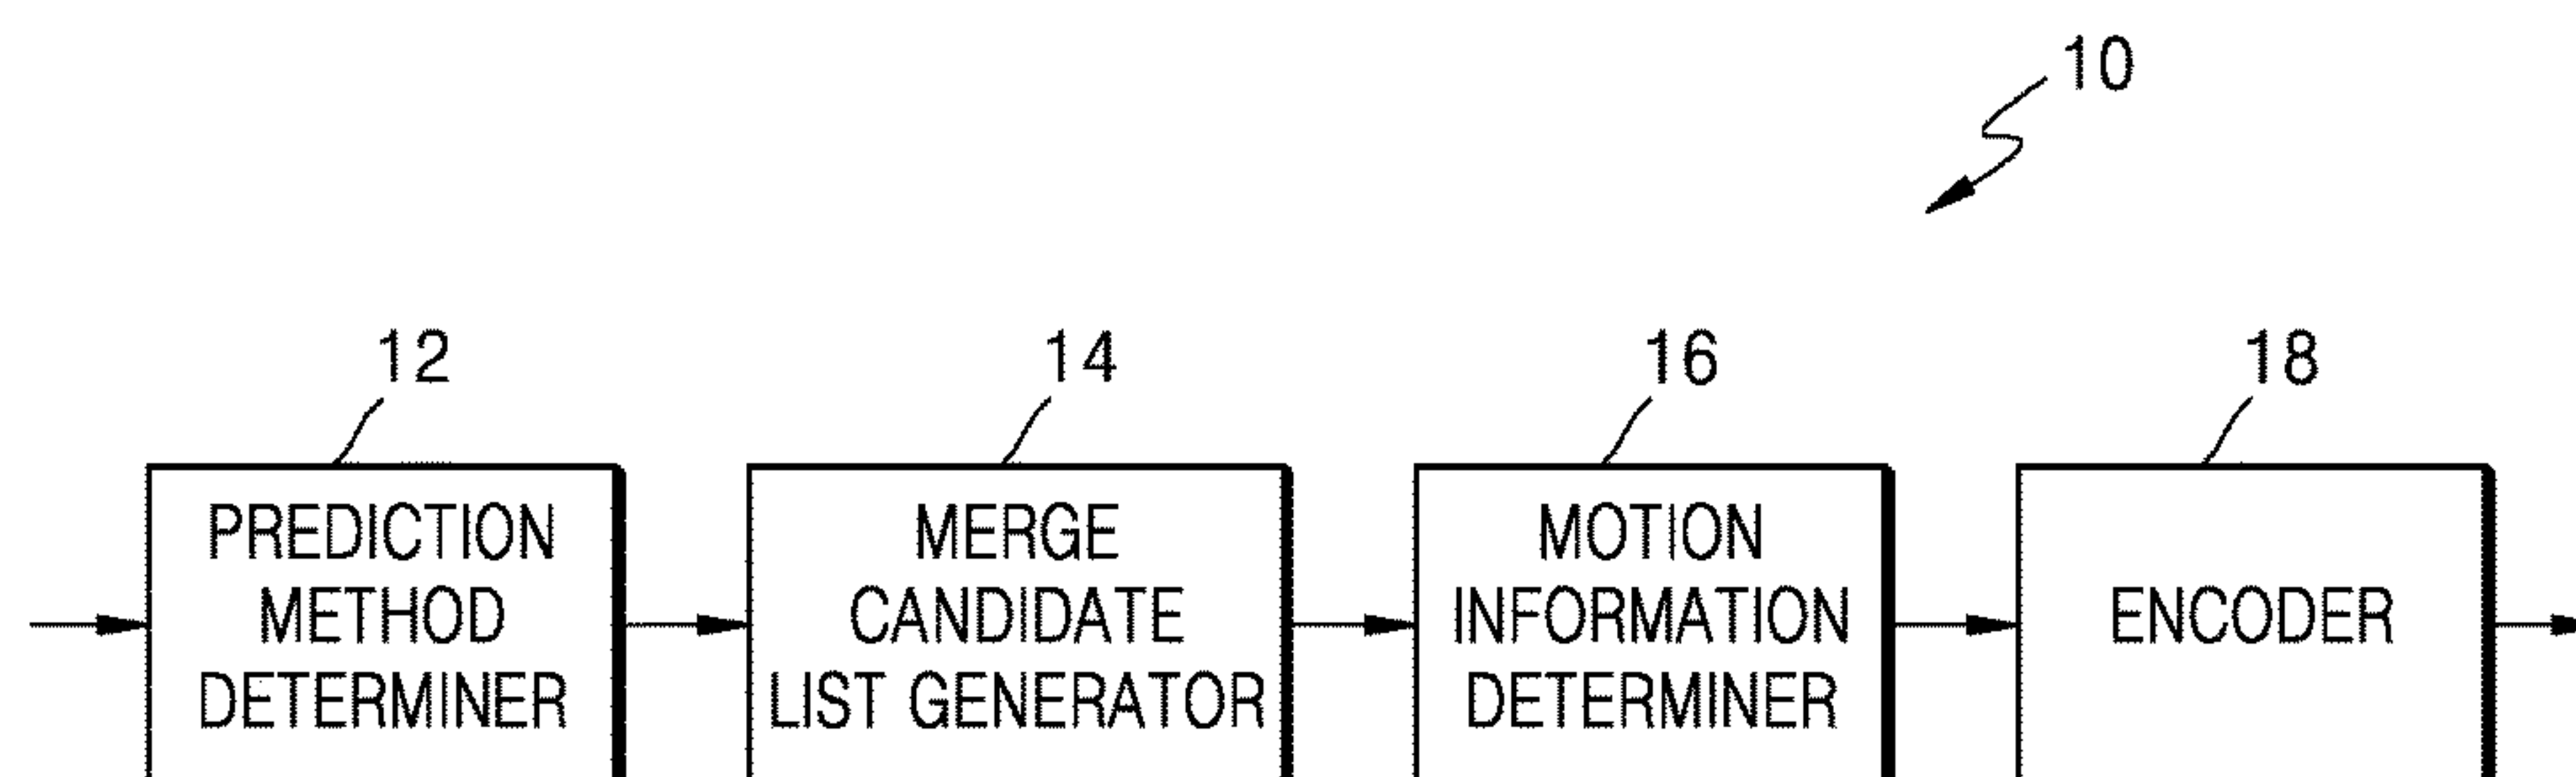 10
12
14
16
18
PREDICTION
METHOD
DETERMINER
MERGE
CANDIDATE
LIST GENERATOR
MOTION
INFORMATION
DETERMINER
ENCODER